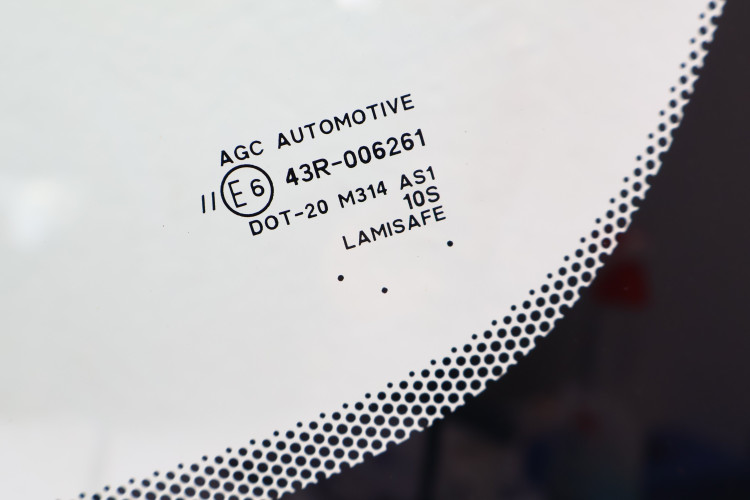 AGC AUTOMOTIVE
II E6 43R-006261
DOT-20 M314 AS1
10S
LAMISAFE